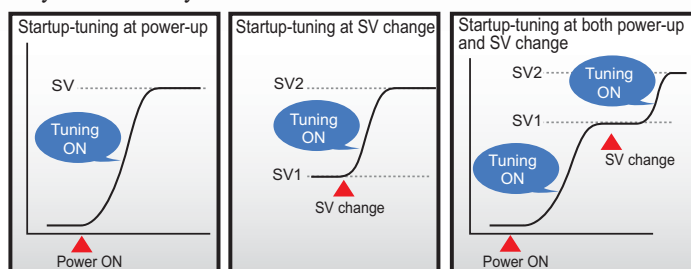 Startup-tuning at power-up
SV
Tuning
ON
Power ON
Startup-tuning at SV change
SV2
Tuning
ON
SV1
SV change
Startup-tuning at both power-up
and SV change
SV2
Tuning
ON
SV1
SV change
Tuning
ON
Power ON